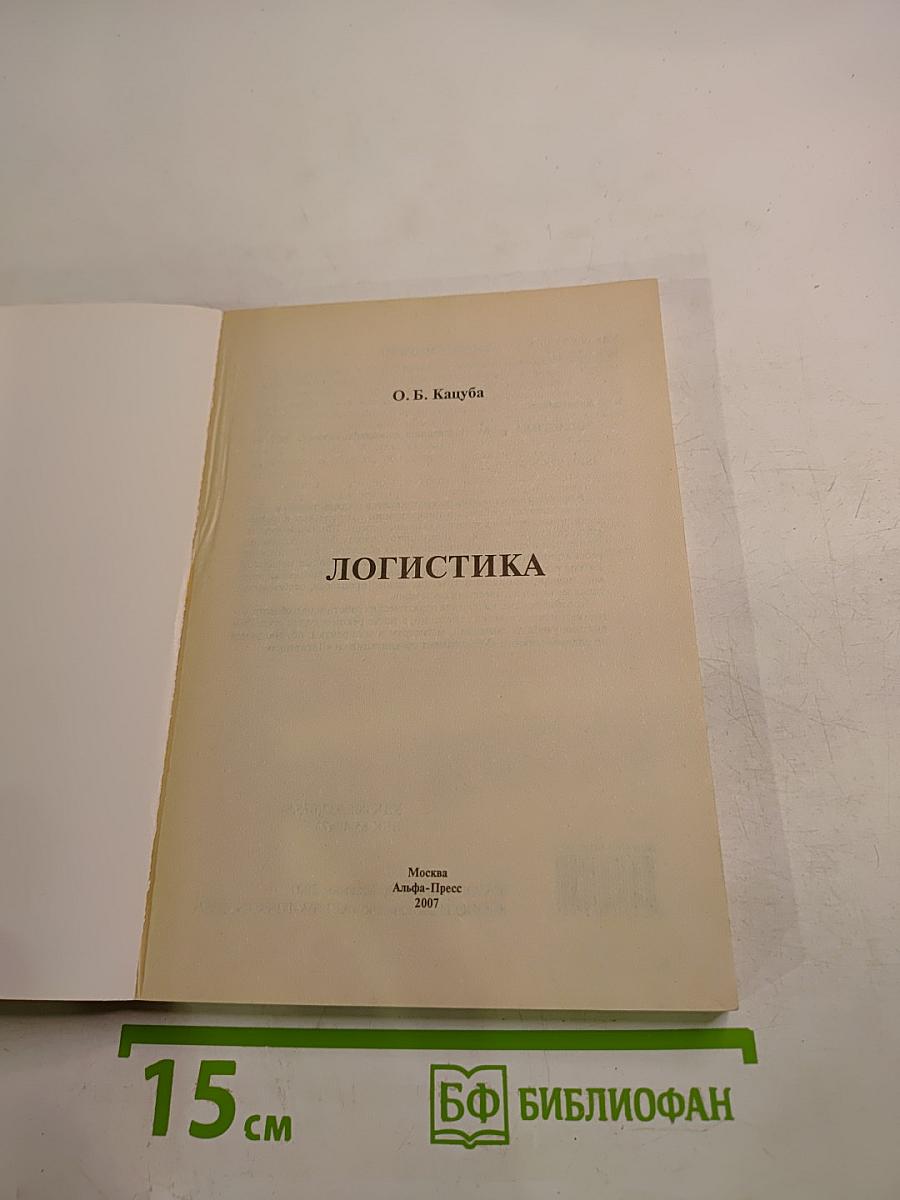 О. Б. Кацуба
ЛОГИСТИКА
Москва
Альфа-Пресс
2007
15 см
БФ БИБЛИОФАН